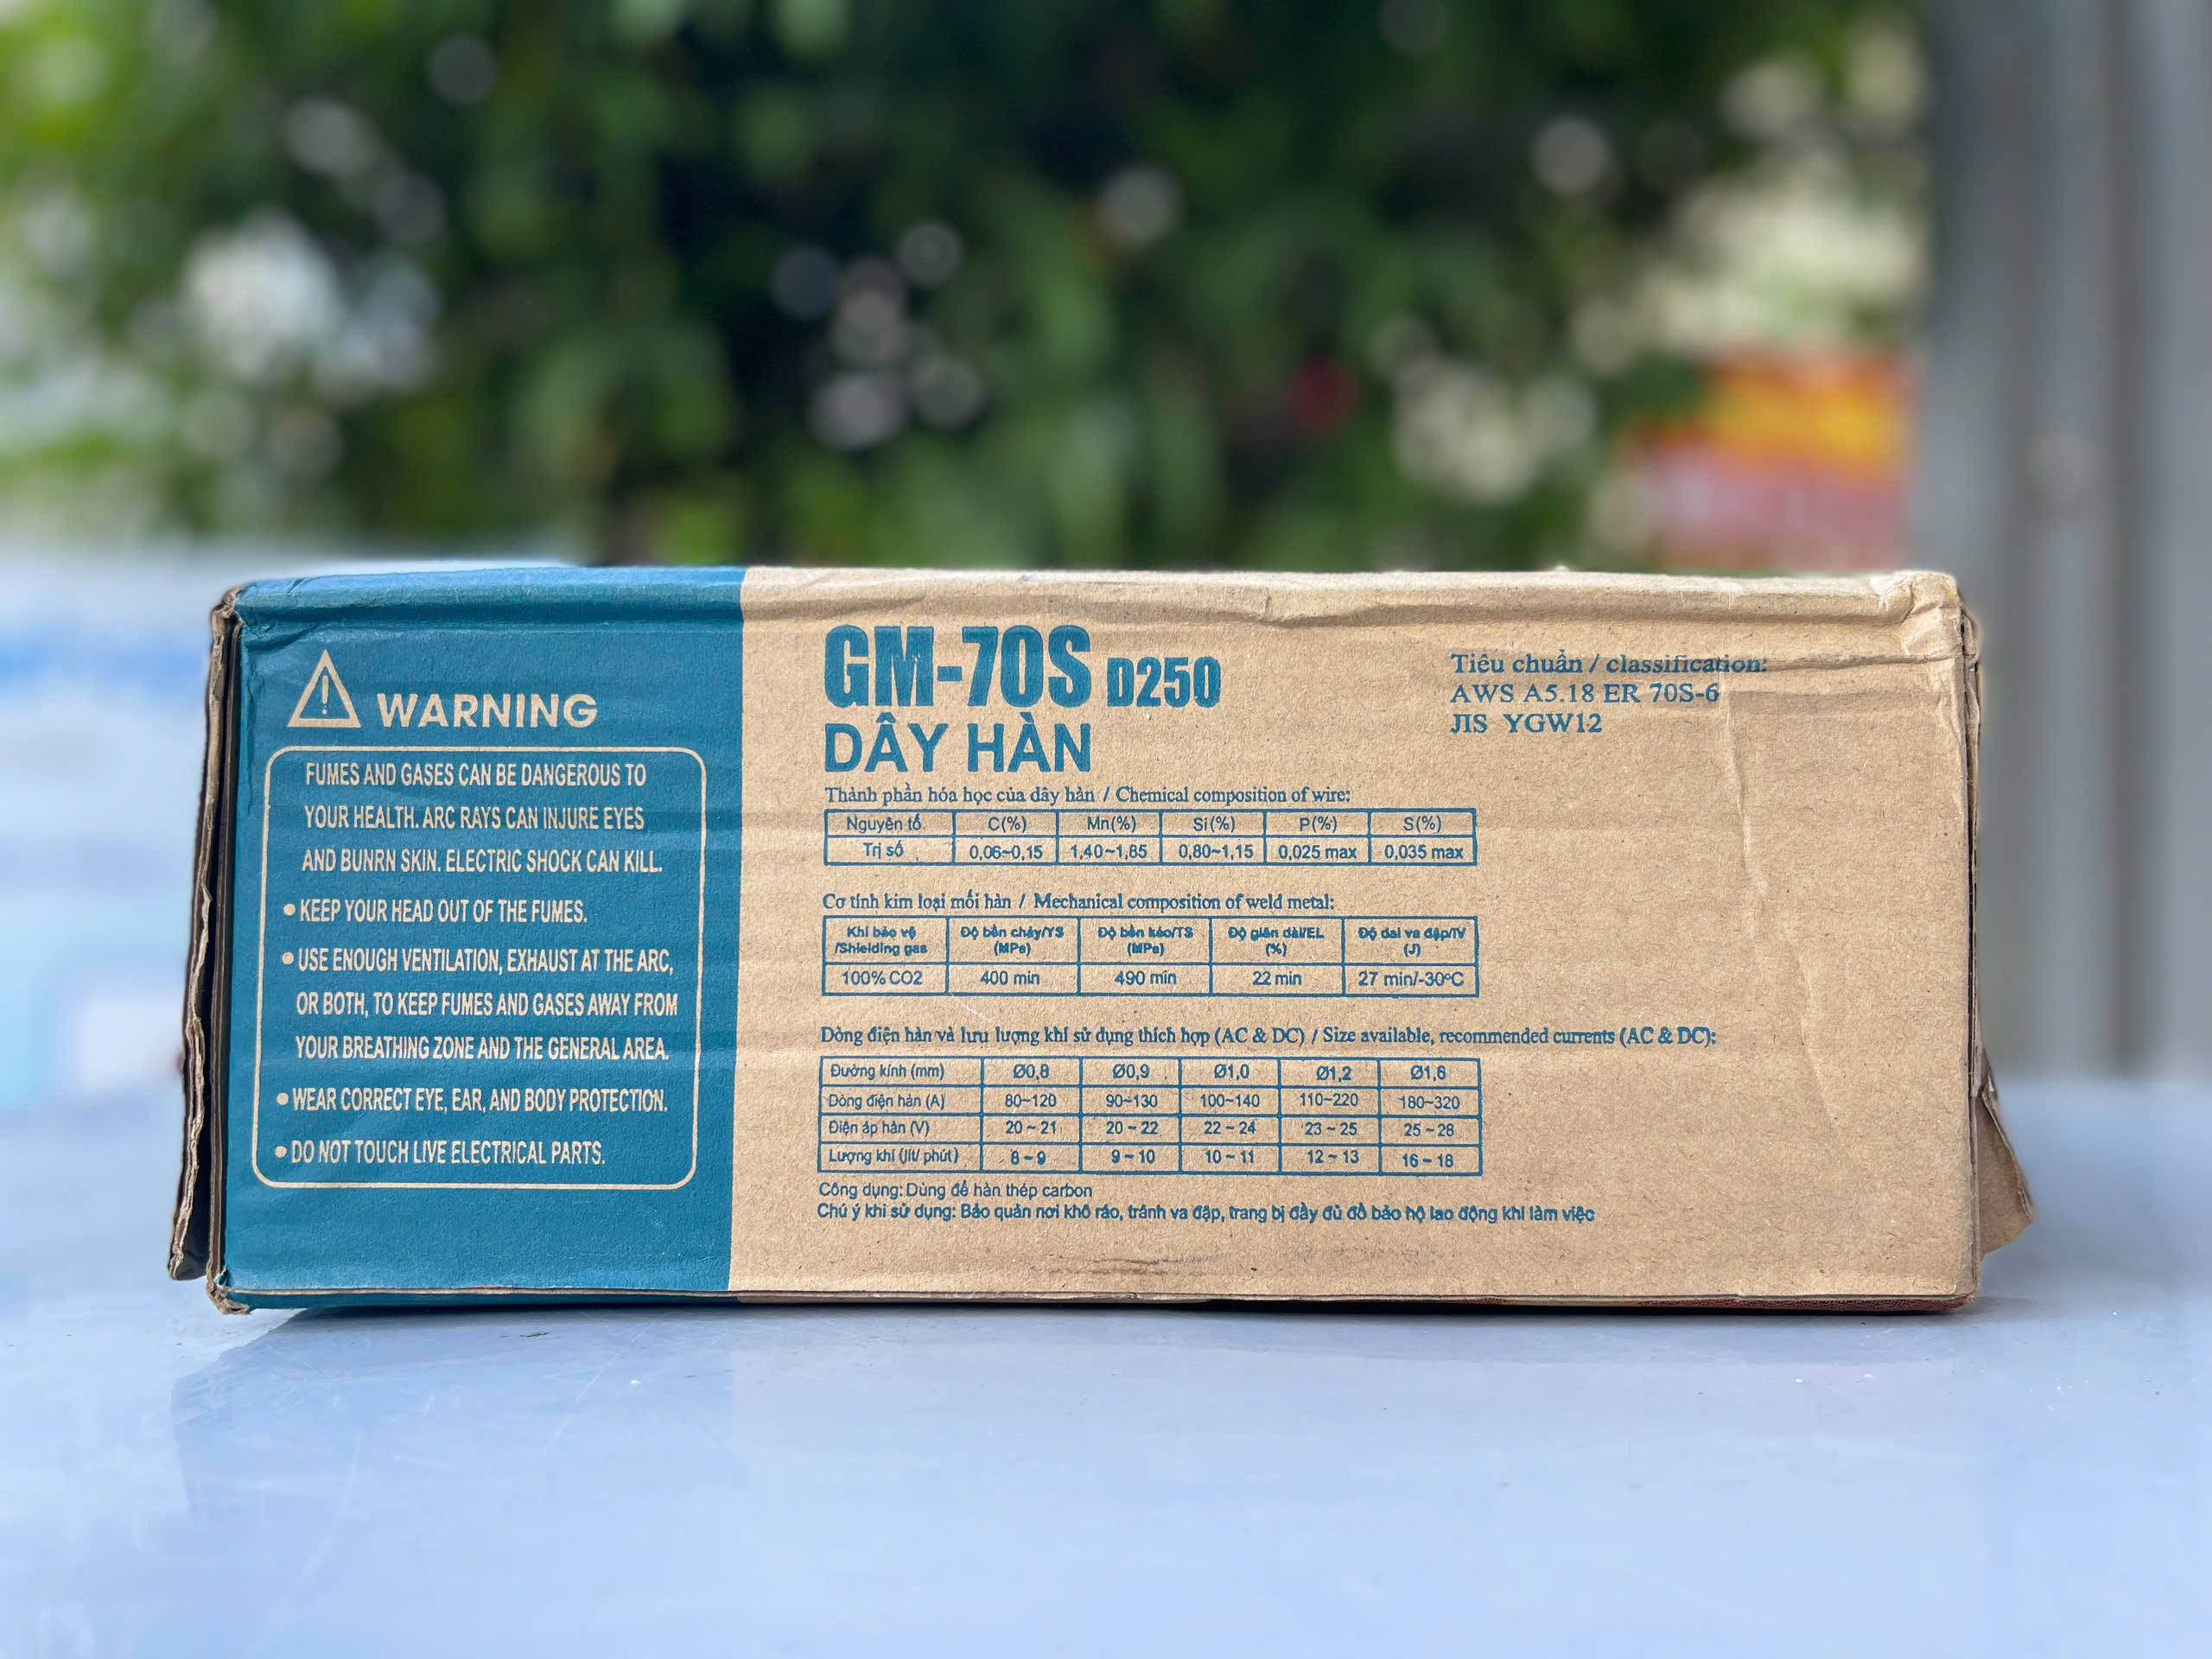 WARNING
FUMES AND GASES CAN BE DANGEROUS TO
YOUR HEALTH. ARC RAYS CAN INJURE EYES
AND BUNRN SKIN. ELECTRIC SHOCK CAN KILL.
• KEEP YOUR HEAD OUT OF THE FUMES.
• USE ENOUGH VENTILATION, EXHAUST AT THE ARC,
OR BOTH, TO KEEP FUMES AND GASES AWAY FROM
YOUR BREATHING ZONE AND THE GENERAL AREA.
• WEAR CORRECT EYE, EAR, AND BODY PROTECTION.
• DO NOT TOUCH LIVE ELECTRICAL PARTS.
GM-70S D250
DÂY HÀN
Tiêu chuẩn / classification:
AWS A5.18 ER 70S-6
JIS YGW12
Thành phần hóa học của dây hàn / Chemical composition of wire:
Nguyên tố C(%) Mn(%) Si(%) P(%) S(%)
Trị số 0,06~0,15 1,40~1,85 0,80~1,15 0,025 max 0,035 max
Cơ tính kim loại mối hàn / Mechanical composition of weld metal:
Khí bảo vệ Độ bền chảy/YS Độ bền kéo/TS Độ giãn dài/EL Độ dai va đập/IV
/Shielding gas (MPa) (MPa) (%) (J)
100% CO2 400 min 490 min 22 min 27 min/-30°C
Dòng điện hàn và lưu lượng khí sử dụng thích hợp (AC & DC) / Size available, recommended currents (AC & DC):
Đường kính (mm) Ø0,8 Ø0,9 Ø1,0 Ø1,2 Ø1,6
Dòng điện hàn (A) 80~120 90~130 100~140 110~220 180~320
Điện áp hàn (V) 20 ~ 21 20 ~ 22 22 ~ 24 23 ~ 25 25 ~ 28
Lượng khí (lít/ phút) 8 ~ 9 9 ~ 10 10 ~ 11 12 ~ 13 16 ~ 18
Công dụng: Dùng để hàn thép carbon
Chú ý khi sử dụng: Bảo quản nơi khô ráo, tránh va đập, trang bị đầy đủ đồ bảo hộ lao động khi làm việc